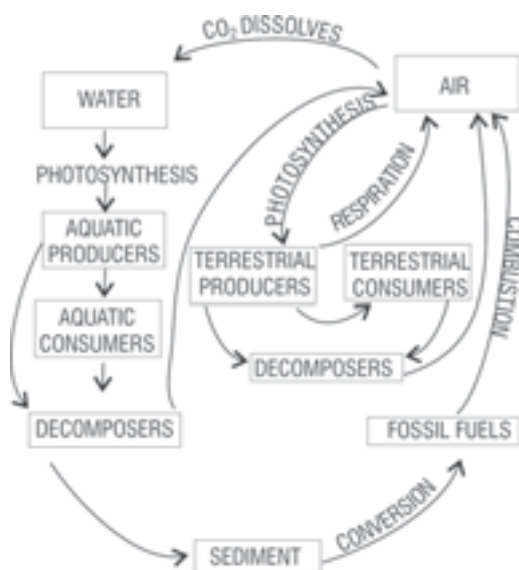 CO₂ DISSOLVES
AIR
WATER
PHOTOSYNTHESIS
PHOTOSYNTHESIS
RESPIRATION
COMBUSTION
AQUATIC
PRODUCERS
TERRESTRIAL
PRODUCERS
TERRESTRIAL
CONSUMERS
AQUATIC
CONSUMERS
DECOMPOSERS
DECOMPOSERS
FOSSIL FUELS
CONVERSION
SEDIMENT